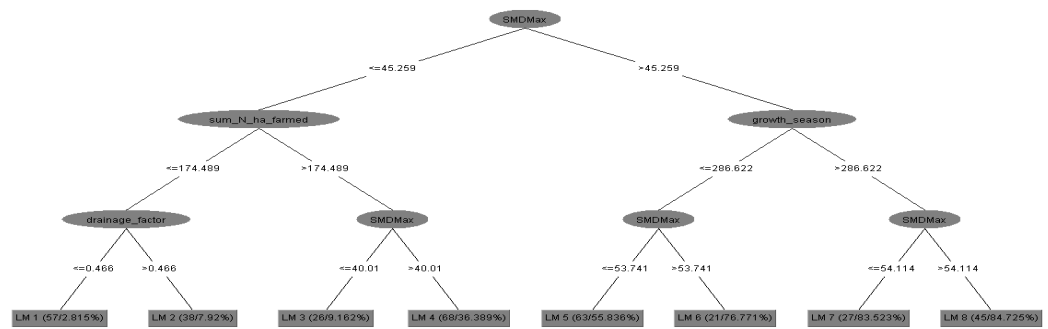 SMDMax
<=45.259 >45.259
sum_N_ha_farmed growth_season
<=174.489 >174.489 <=286.622 >286.622
drainage_factor SMDMax SMDMax SMDMax
<=0.466 >0.466 <=40.01 >40.01 <=53.741 >53.741 <=54.114 >54.114
LM 1 (57/2.815%) LM 2 (38/7.92%) LM 3 (26/9.162%) LM 4 (68/36.389%) LM 5 (63/55.836%) LM 6 (21/76.771%) LM 7 (27/83.523%) LM 8 (45/84.725%)